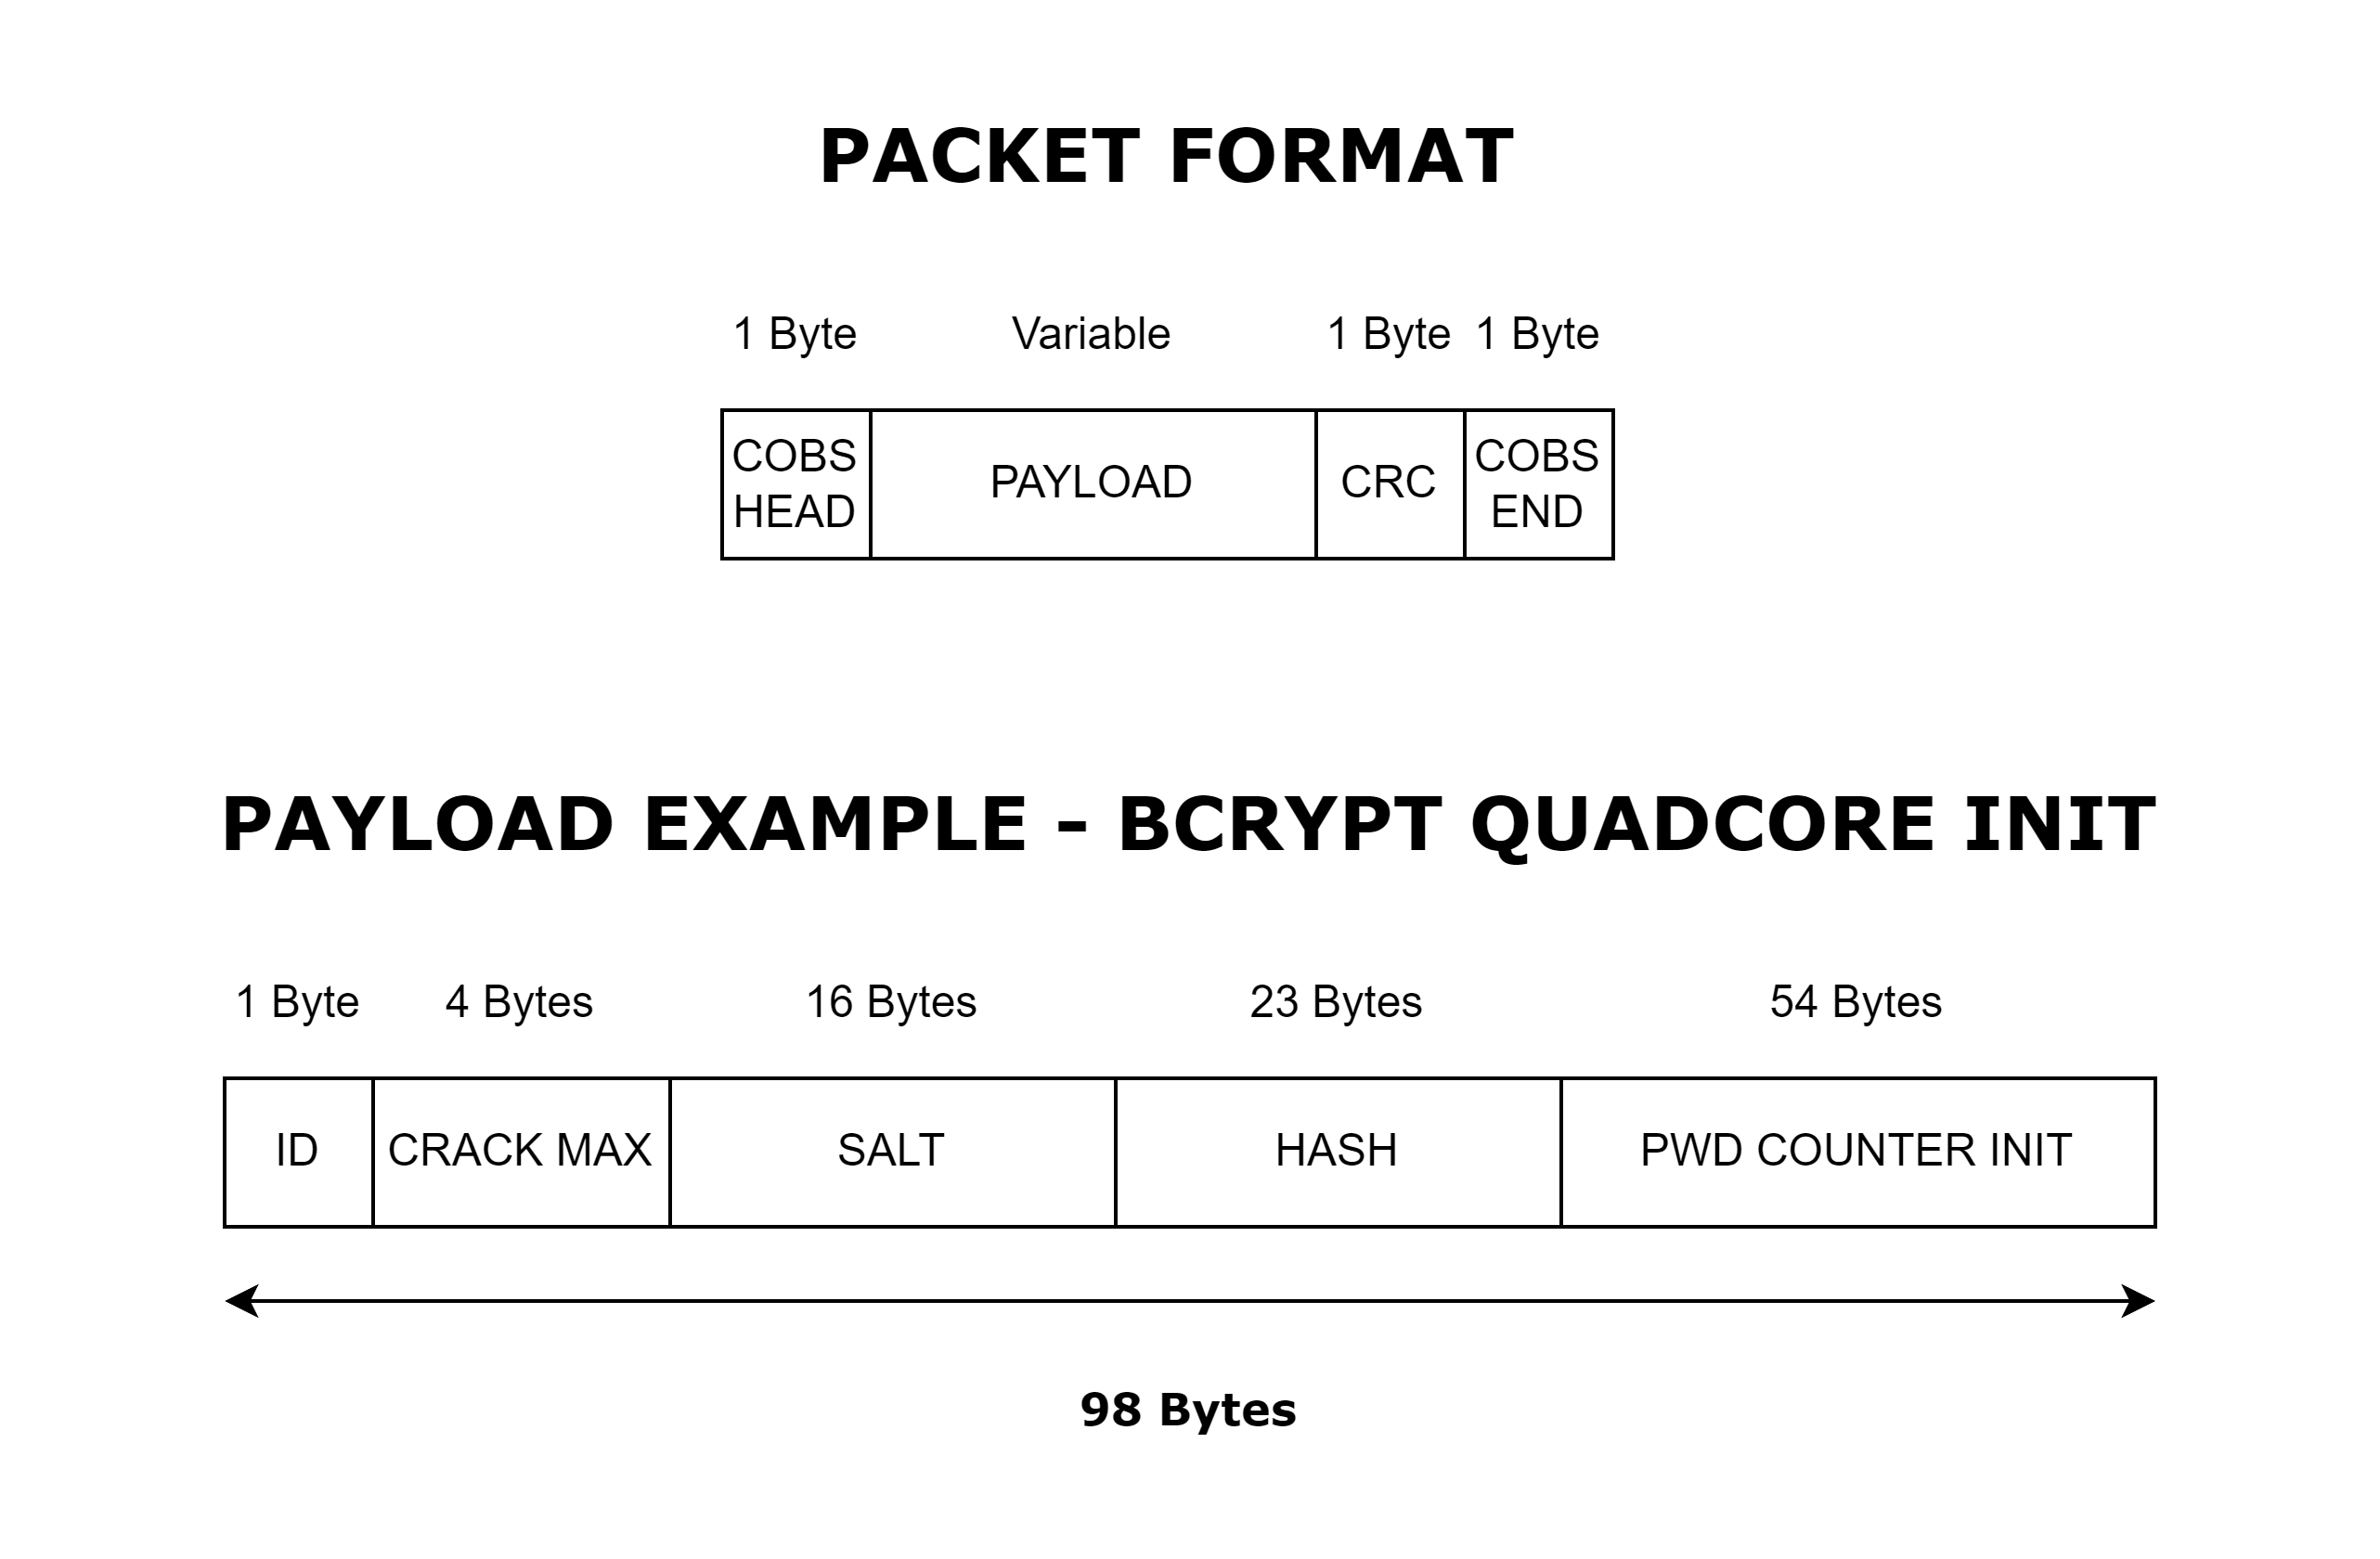 PACKET FORMAT
1 Byte Variable 1 Byte 1 Byte
COBS HEAD PAYLOAD CRC COBS END
PAYLOAD EXAMPLE - BCRYPT QUADCORE INIT
1 Byte 4 Bytes 16 Bytes 23 Bytes 54 Bytes
ID CRACK MAX SALT HASH PWD COUNTER INIT
98 Bytes